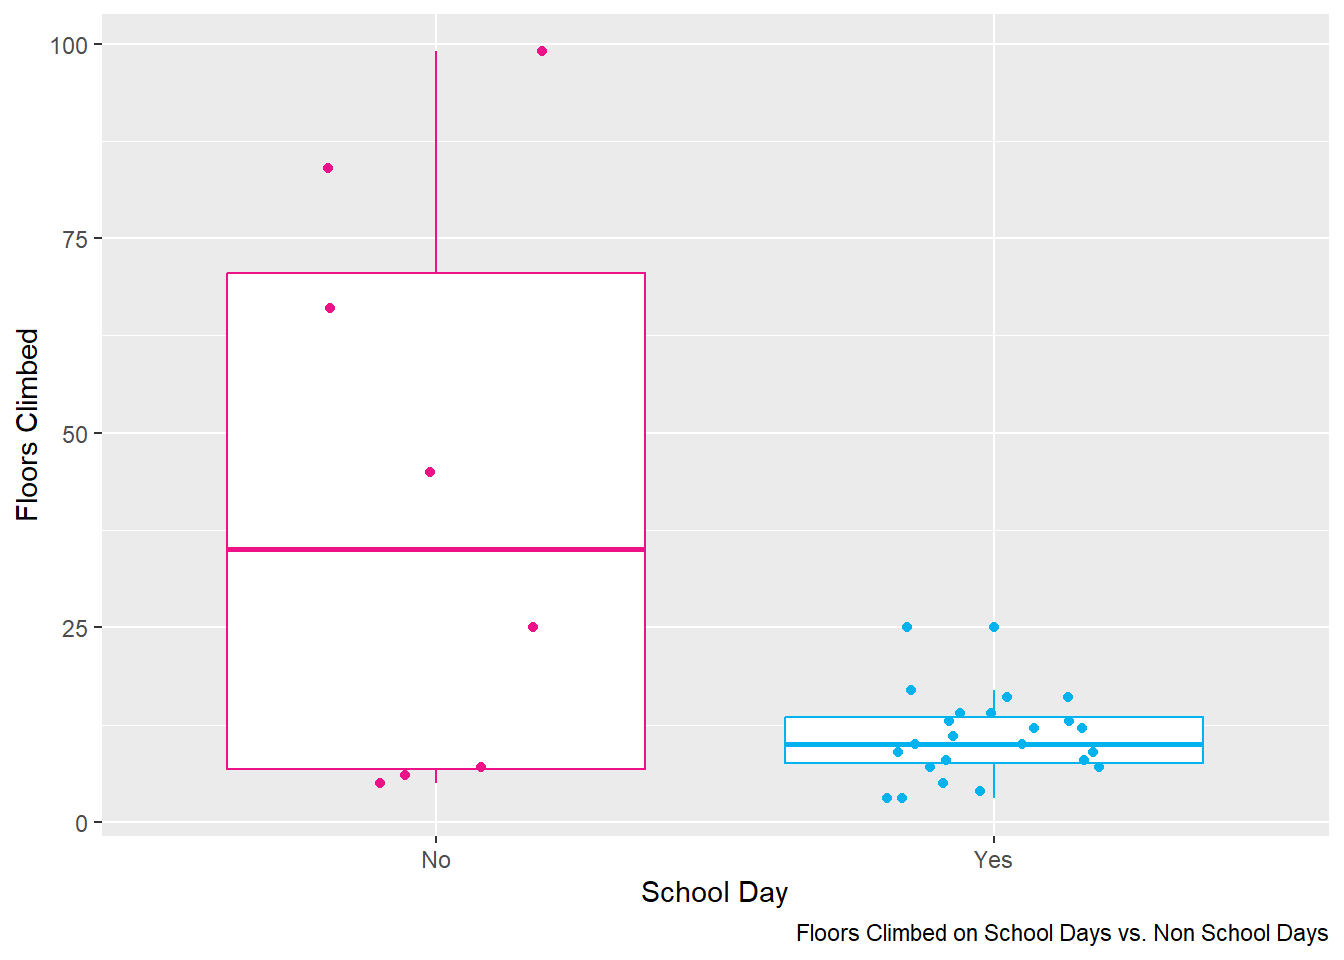 100
75
50
25
0
Floors Climbed
No
Yes
School Day
Floors Climbed on School Days vs. Non School Days